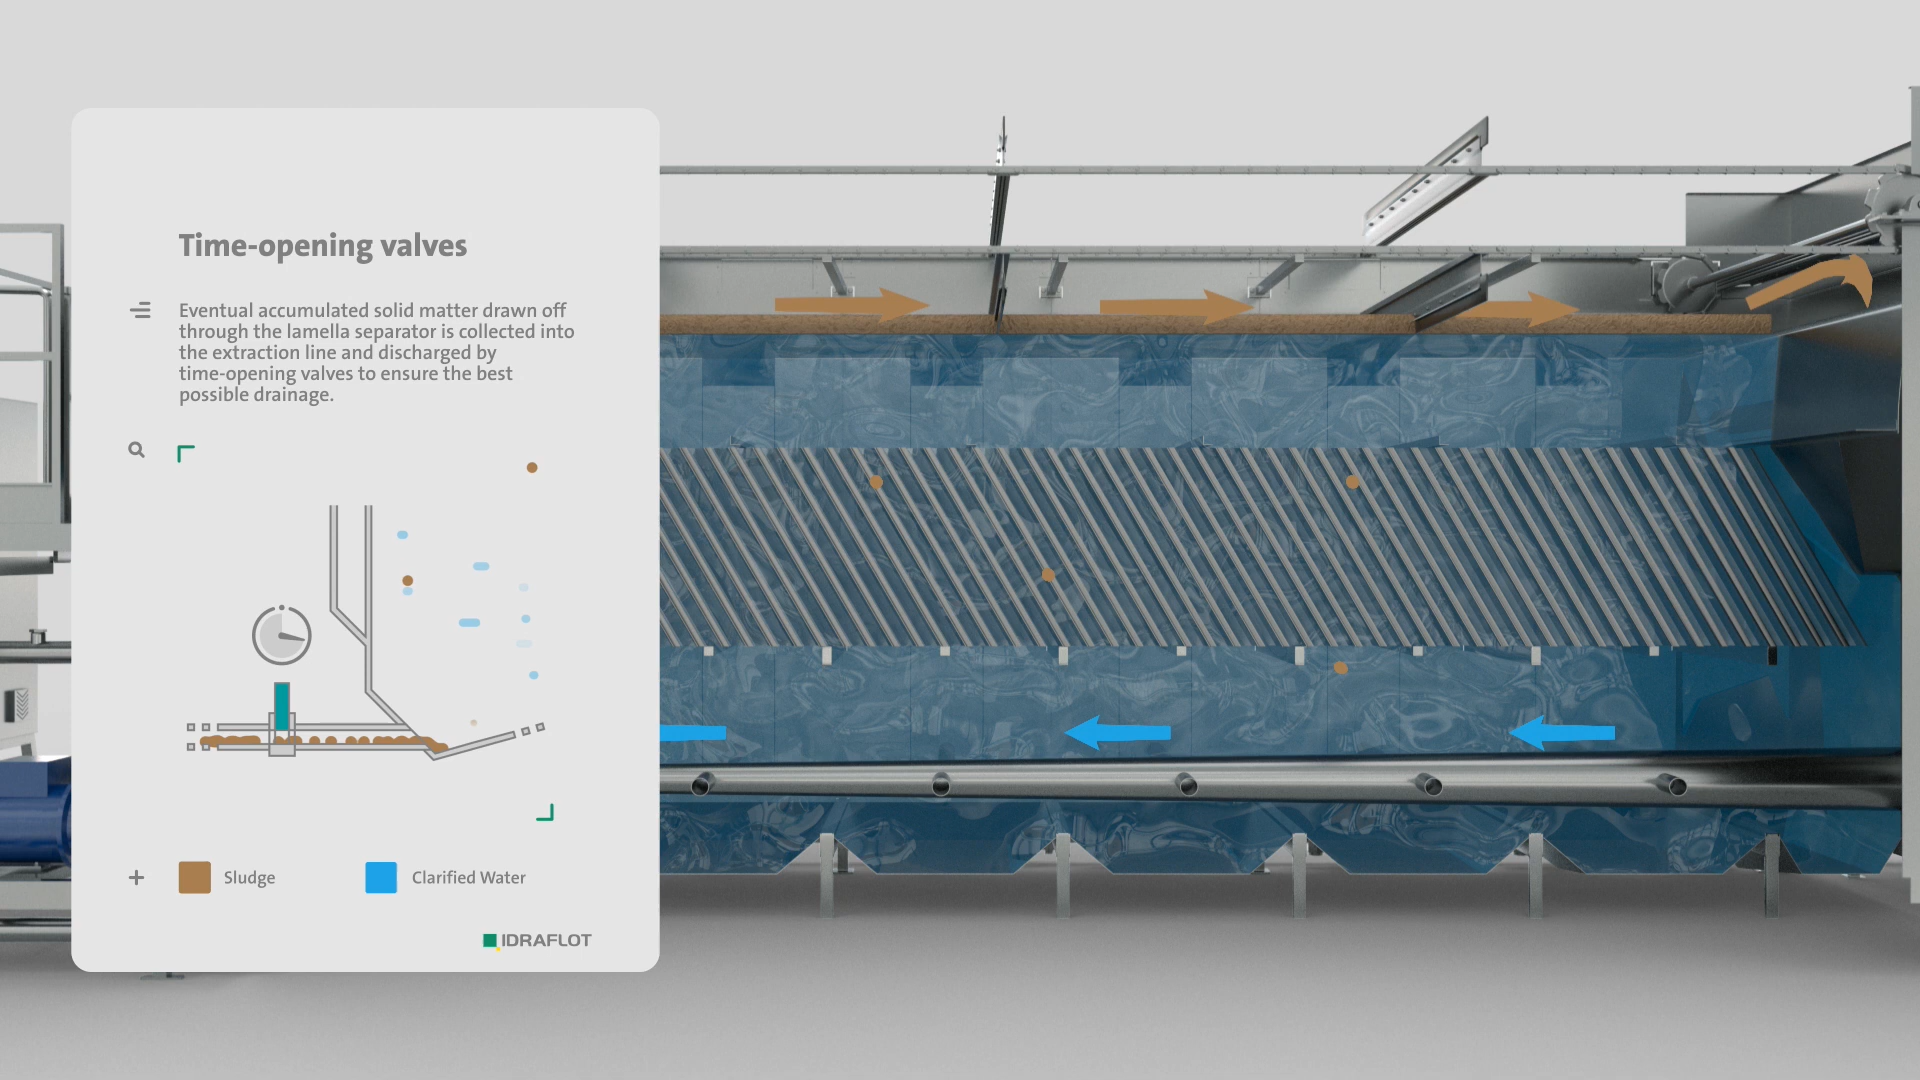 Time-opening valves
Eventual accumulated solid matter drawn off
through the lamella separator is collected into
the extraction line and discharged by
time-opening valves to ensure the best
possible drainage.
Sludge
Clarified Water
IDRAFLOT